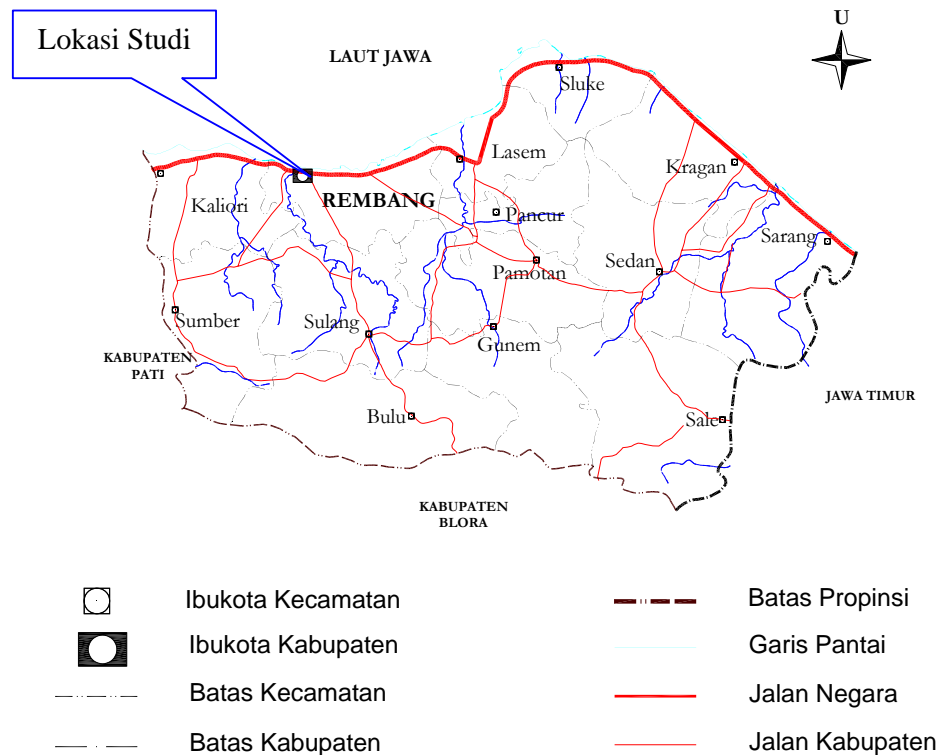 Lokasi Studi
U
LAUT JAWA
Sluke
Lasem
Kragan
Kaliori
REMBANG
Pancur
Sarang
Sedan
Pamotan
Sumber
Sulang
Gunem
KABUPATEN
PATI
JAWA TIMUR
Bulu
Sale
KABUPATEN
BLORA
Ibukota Kecamatan
Batas Propinsi
Ibukota Kabupaten
Garis Pantai
Batas Kecamatan
Jalan Negara
Batas Kabupaten
Jalan Kabupaten